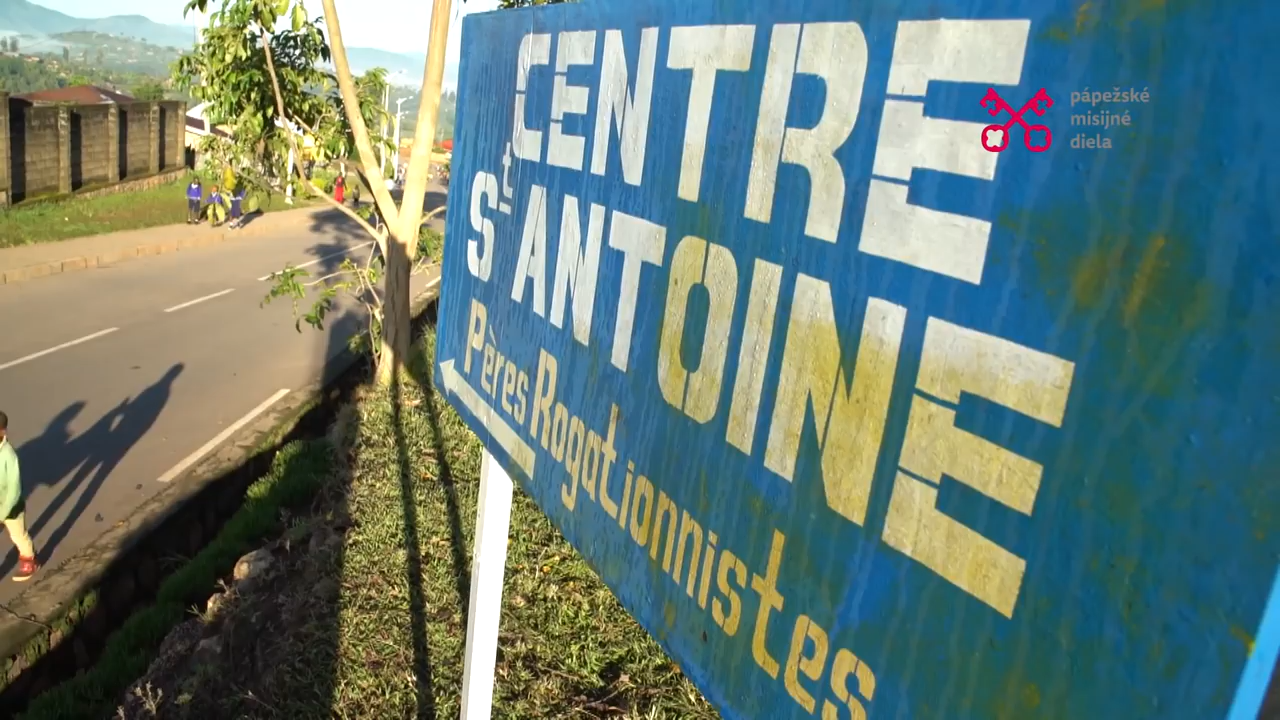 CENTRE
St ANTOINE
Pères Rogationnistes
pápežské
misijné
diela